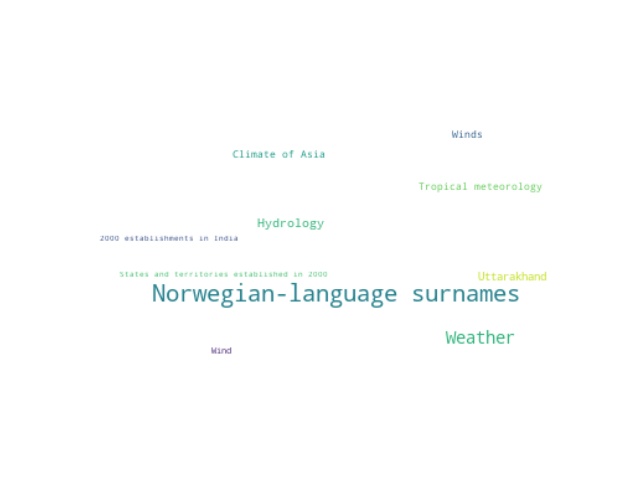 Winds
Climate of Asia
Tropical meteorology
Hydrology
2000 establishments in India
States and territories established in 2000
Uttarakhand
Norwegian-language surnames
Weather
Wind